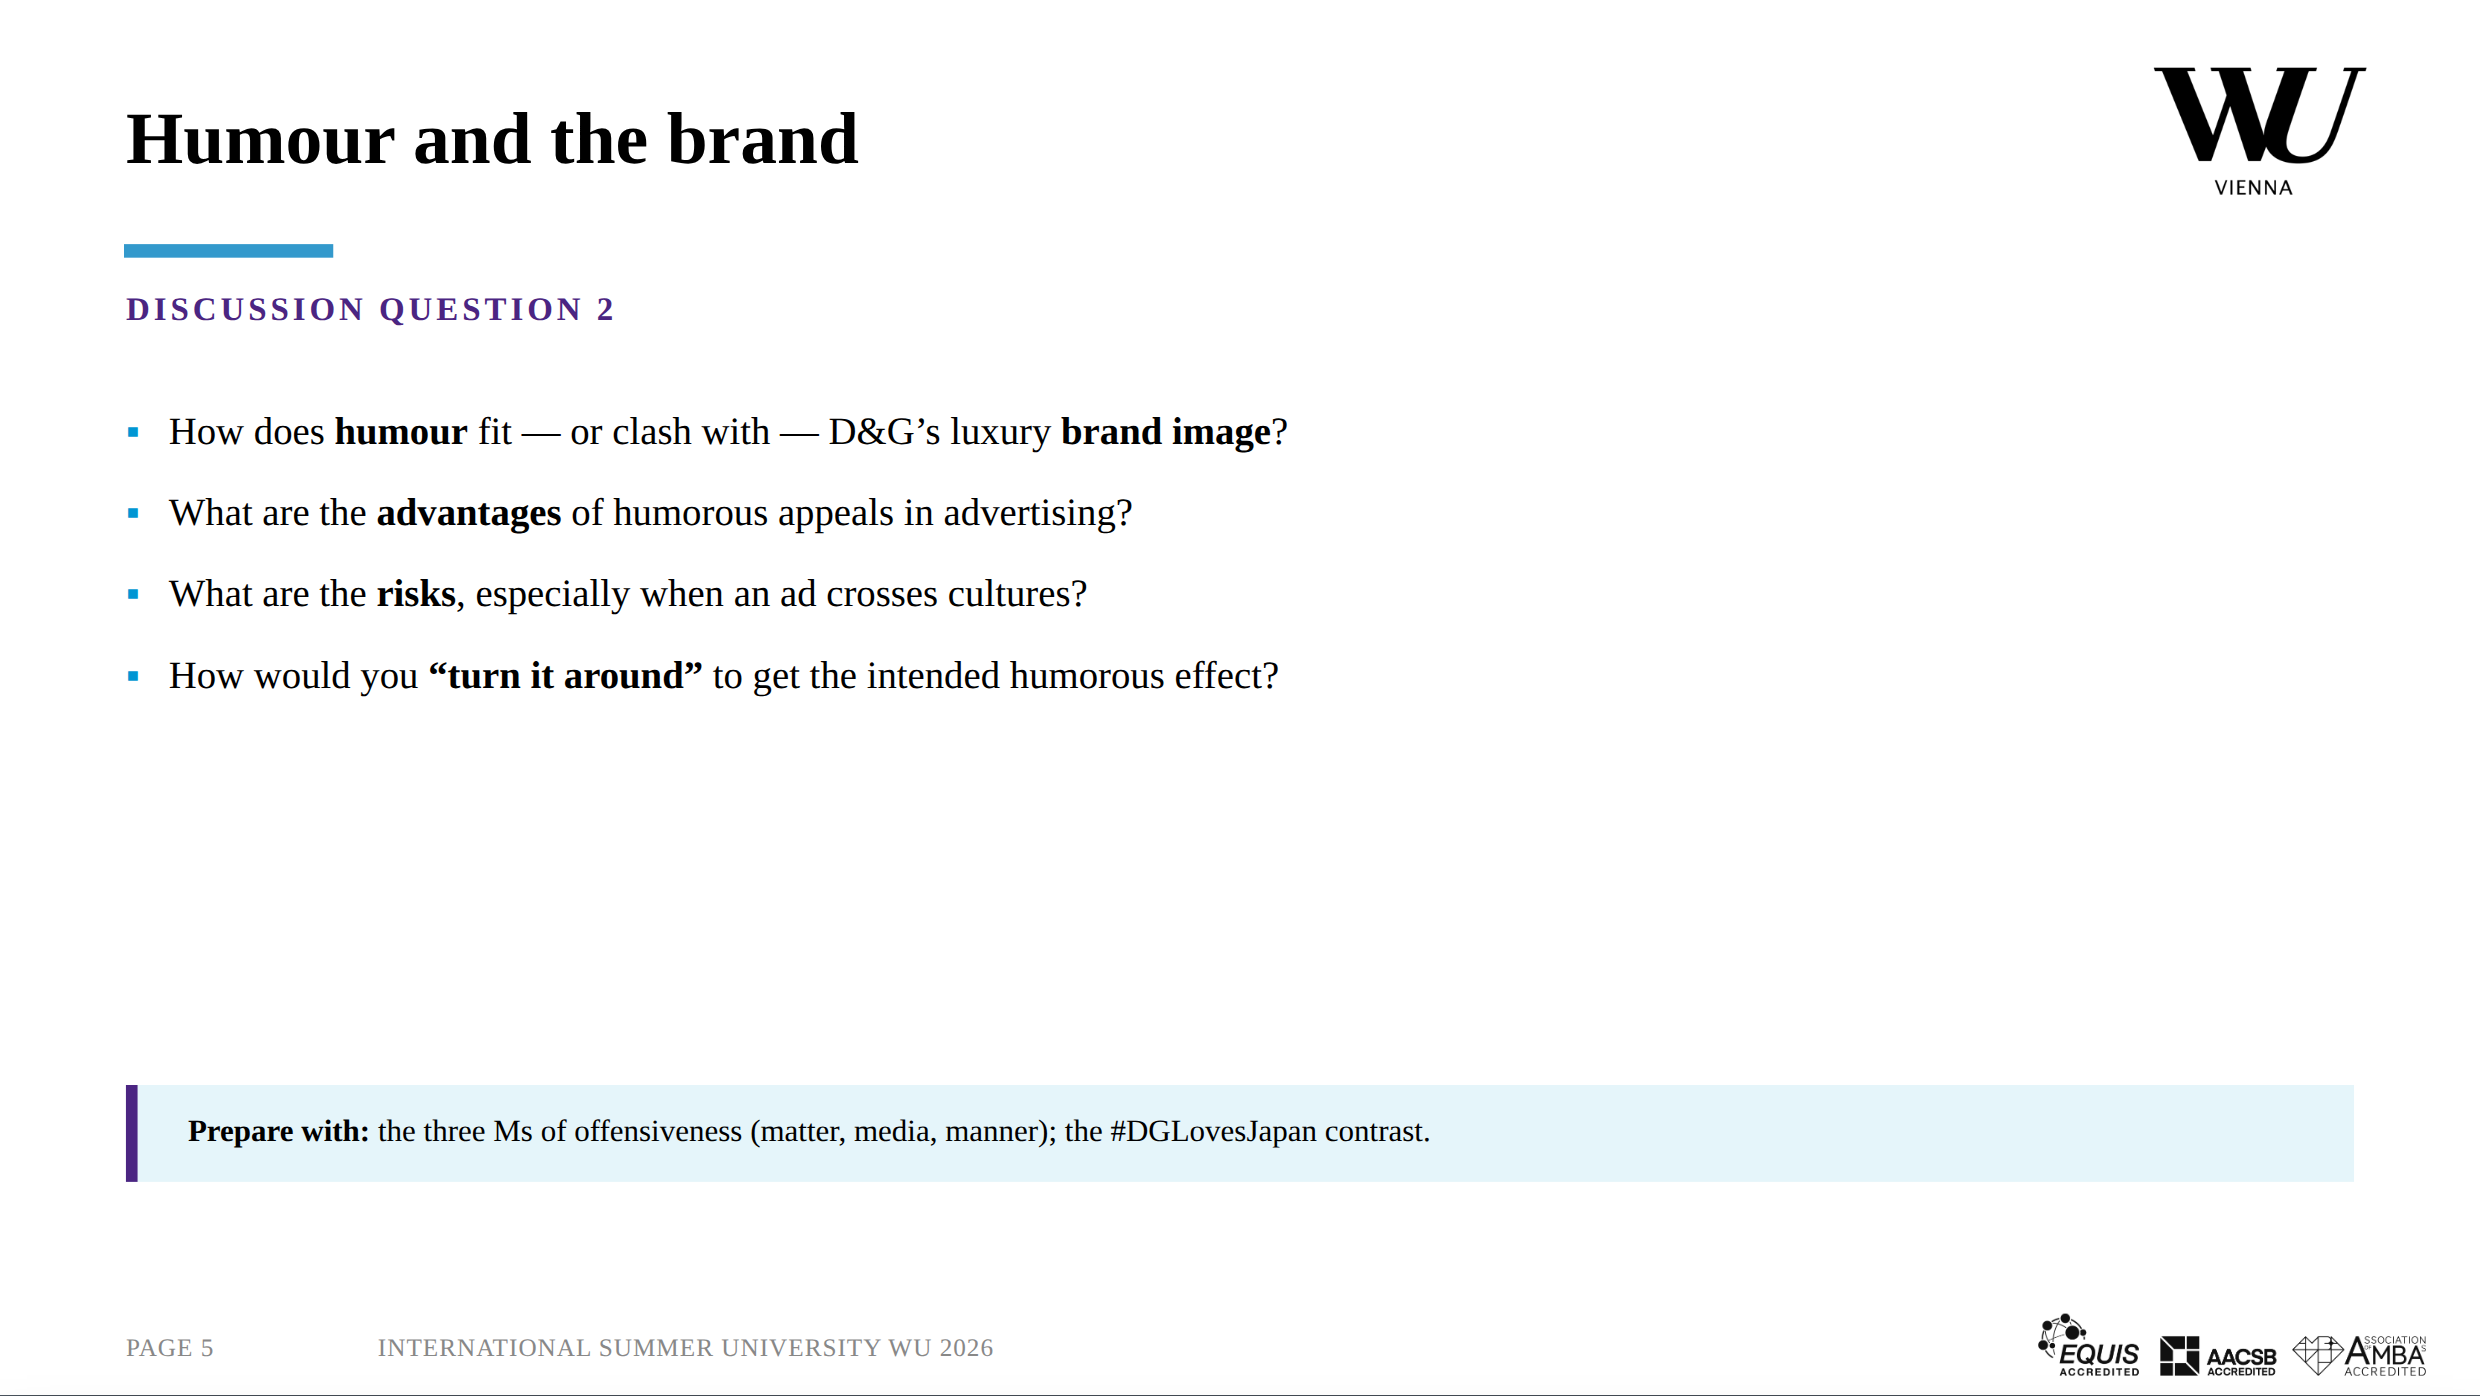 Humour and the brand
WU
VIENNA
DISCUSSION QUESTION 2
▪ How does humour fit — or clash with — D&G’s luxury brand image?
▪ What are the advantages of humorous appeals in advertising?
▪ What are the risks, especially when an ad crosses cultures?
▪ How would you “turn it around” to get the intended humorous effect?
Prepare with: the three Ms of offensiveness (matter, media, manner); the #DGLovesJapan contrast.
PAGE 5 INTERNATIONAL SUMMER UNIVERSITY WU 2026
EQUIS
ACCREDITED
AACSB
ACCREDITED
ASSOCIATION
OF AMBAS
ACCREDITED